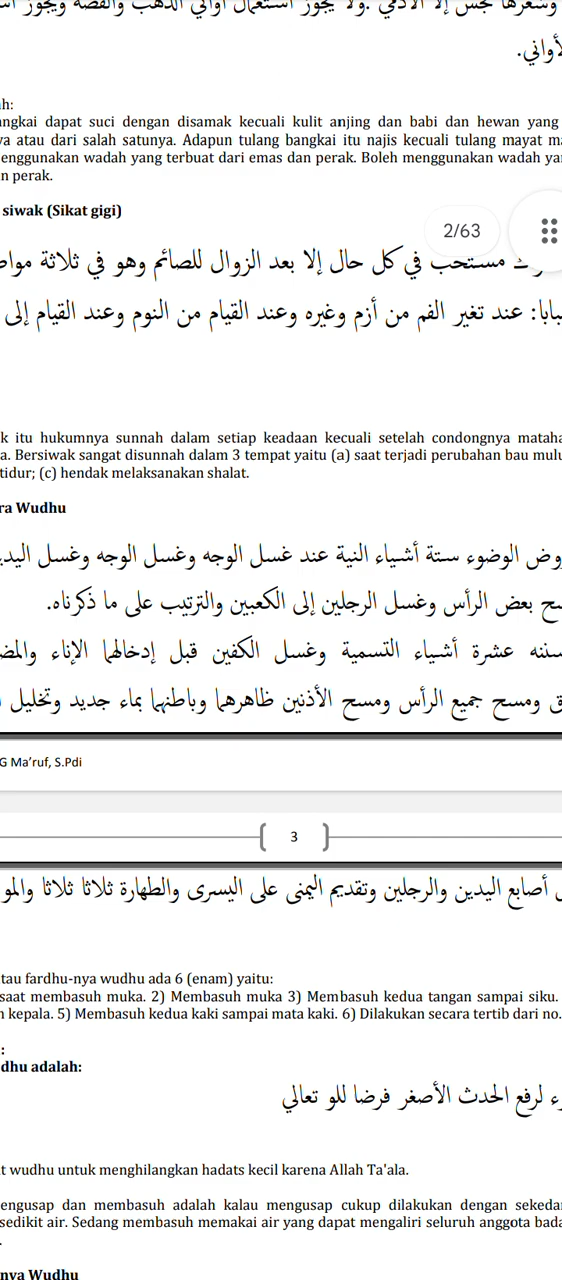 وشعرها نجس إلا الآدمي. ولا يجوز استعمال أواني الذهب والفضة ويجوز
الأواني.
h:
angkai dapat suci dengan disamak kecuali kulit anjing dan babi dan hewan yang
ya atau dari salah satunya. Adapun tulang bangkai itu najis kecuali tulang mayat
enggunakan wadah yang terbuat dari emas dan perak. Boleh menggunakan wadah
n perak.
siwak (Sikat gigi)
2/63
مستحب في كل حال إلا بعد الزوال للصائم وهو في ثلاثة
عند تغير الفم من أزم وغيره وعند القيام من النوم وعند القيام إلى
k itu hukumnya sunnah dalam setiap keadaan kecuali setelah condongnya
a. Bersiwak sangat disunnah dalam 3 tempat yaitu (a) saat terjadi perubahan bau
tidur; (c) hendak melaksanakan shalat.
ra Wudhu
وض الوضوء ستة أشياء النية عند غسل الوجه وغسل الوجه وغسل
ح بعض الرأس وغسل الرجلين إلى الكعبين والترتيب على ما ذكرناه.
سننه عشرة أشياء التسمية وغسل الكفين قبل إدخالهما الإناء
ق ومسح جميع الرأس ومسح الأذنين ظاهرهما وباطنهما بماء جديد وتخليل
G Ma'ruf, S.Pdi
3
أصابع اليدين والرجلين وتقديم اليمنى على اليسرى والطهارة ثلاثا ثلاثا
tau fardhu-nya wudhu ada 6 (enam) yaitu:
saat membasuh muka. 2) Membasuh muka 3) Membasuh kedua tangan sampai siku.
n kepala. 5) Membasuh kedua kaki sampai mata kaki. 6) Dilakukan secara tertib dari no.
:
dhu adalah:
وء لرفع الحدث الأصغر فرضا للو تعالي
t wudhu untuk menghilangkan hadats kecil karena Allah Ta'ala.
engusap dan membasuh adalah kalau mengusap cukup dilakukan dengan
sedikit air. Sedang membasuh memakai air yang dapat mengaliri seluruh anggota
.
nya Wudhu